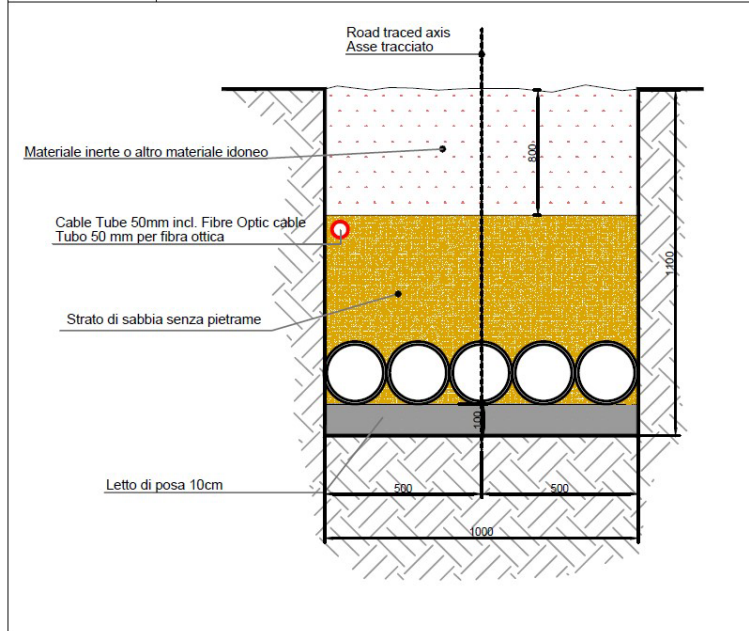 Road traced axis
Asse tracciato
Materiale inerte o altro materiale idoneo
800
Cable Tube 50mm incl. Fibre Optic cable
Tubo 50 mm per fibra ottica
1100
Strato di sabbia senza pietrame
100
Letto di posa 10cm
500
500
1000